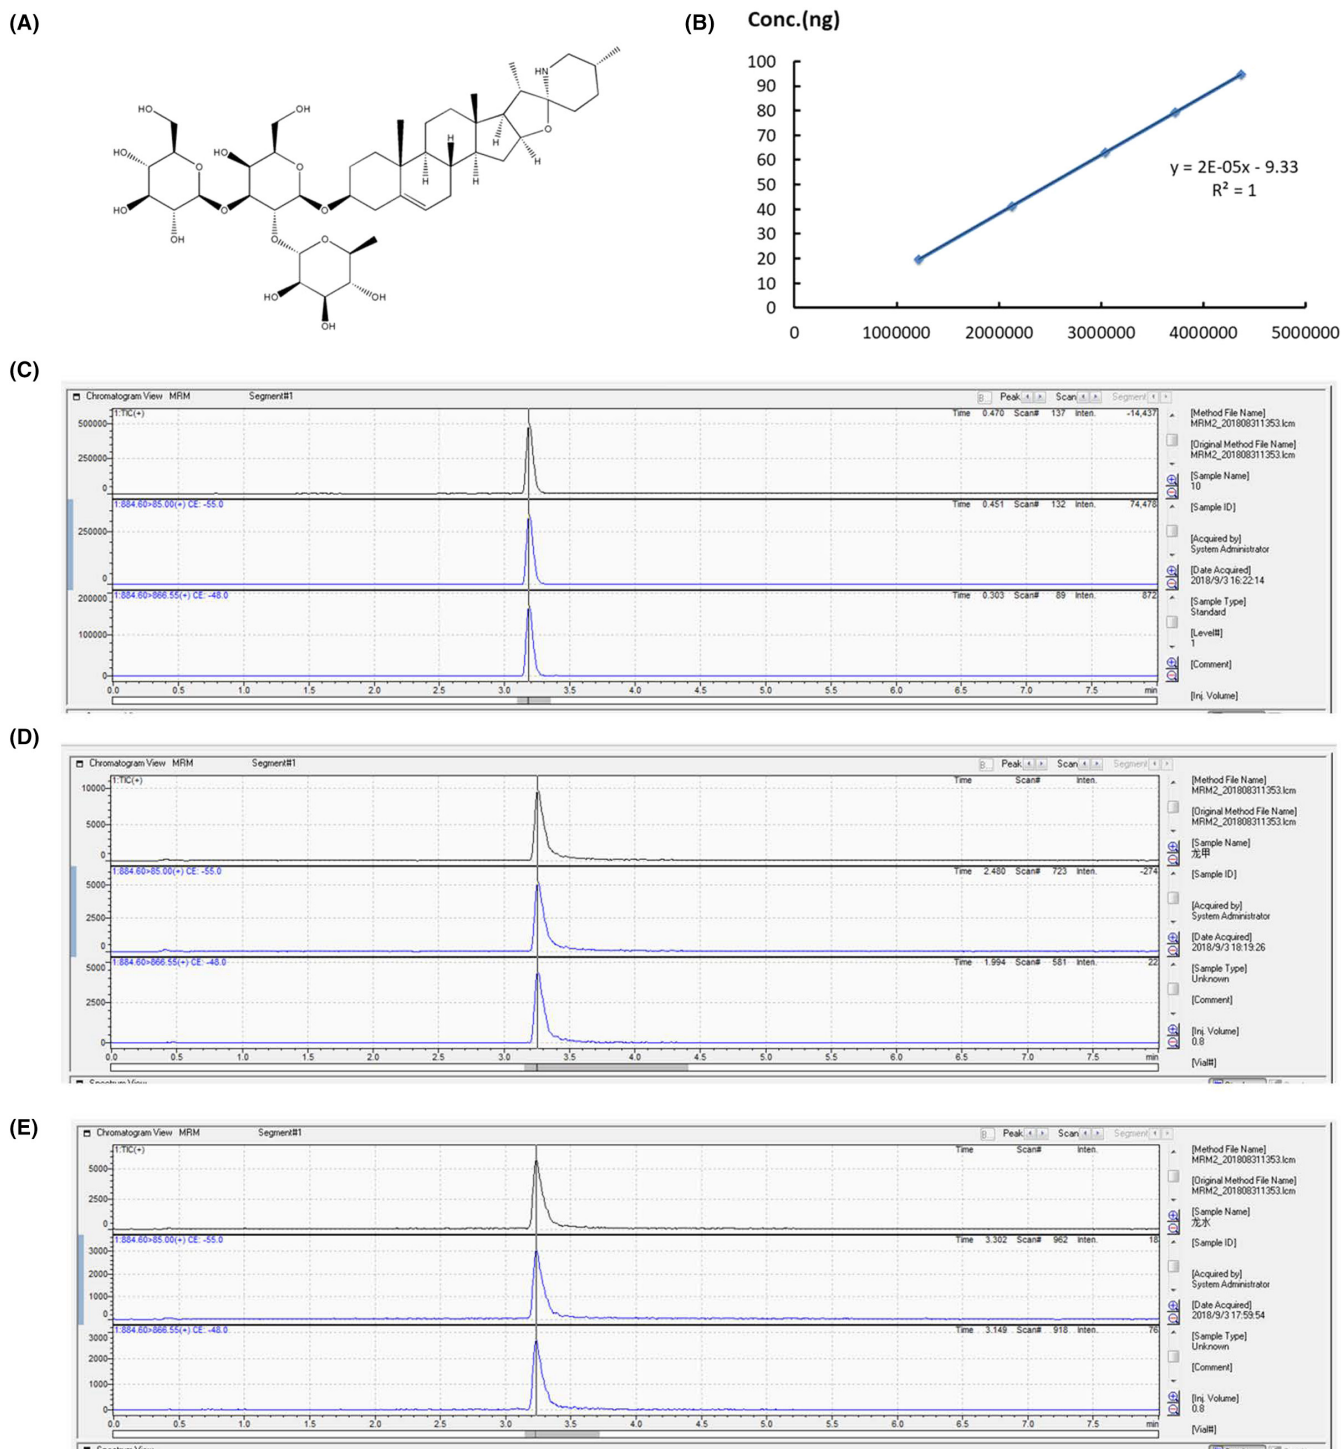 (A)
HO
OH
HO
HO
O
O
HO
O
O
O
OH
O
O
HO
OH
OH
H
H
H
H
H
HN
O
(B)
Conc.(ng)
100
90
80
70
60
50
40
30
20
10
0
0 1000000 2000000 3000000 4000000 5000000
y = 2E-05x - 9.33
R² = 1
(C)
Chromatogram View MRM Segment#1 Peak Scan Segment
1:TIC(+) Time 0.470 Scan# 137 Inten. -14,437
500000
250000
0
1:884.60>85.00(+) CE: -55.0 Time 0.451 Scan# 132 Inten. 74,478
250000
0
1:884.60>866.55(+) CE: -48.0 Time 0.303 Scan# 89 Inten. 872
200000
100000
0
0.0 0.5 1.0 1.5 2.0 2.5 3.0 3.5 4.0 4.5 5.0 5.5 6.0 6.5 7.0 7.5 min
[Method File Name]
MRM2_201808311353.lcm
[Original Method File Name]
MRM2_201808311353.lcm
[Sample Name]
10
[Sample ID]
[Acquired by]
System Administrator
[Date Acquired]
2018/9/3 16:22:14
[Sample Type]
Standard
[Level#]
1
[Comment]
[Inj. Volume]
(D)
Chromatogram View MRM Segment#1 Peak Scan Segment
1:TIC(+) Time Scan# Inten.
10000
5000
0
1:884.60>85.00(+) CE: -55.0 Time 2.480 Scan# 723 Inten. -274
5000
2500
0
1:884.60>866.55(+) CE: -48.0 Time 1.994 Scan# 581 Inten. 22
5000
2500
0
0.0 0.5 1.0 1.5 2.0 2.5 3.0 3.5 4.0 4.5 5.0 5.5 6.0 6.5 7.0 7.5 min
[Method File Name]
MRM2_201808311353.lcm
[Original Method File Name]
MRM2_201808311353.lcm
[Sample Name]
龙甲
[Sample ID]
[Acquired by]
System Administrator
[Date Acquired]
2018/9/3 18:19:26
[Sample Type]
Unknown
[Comment]
[Inj. Volume]
0.8
[Vial#]
Spectrum View
(E)
Chromatogram View MRM Segment#1 Peak Scan Segment
1:TIC(+) Time Scan# Inten.
5000
2500
0
1:884.60>85.00(+) CE: -55.0 Time 3.302 Scan# 962 Inten. 18
3000
2000
1000
0
1:884.60>866.55(+) CE: -48.0 Time 3.149 Scan# 918 Inten. 76
3000
2000
1000
0
0.0 0.5 1.0 1.5 2.0 2.5 3.0 3.5 4.0 4.5 5.0 5.5 6.0 6.5 7.0 7.5 min
[Method File Name]
MRM2_201808311353.lcm
[Original Method File Name]
MRM2_201808311353.lcm
[Sample Name]
龙水
[Sample ID]
[Acquired by]
System Administrator
[Date Acquired]
2018/9/3 17:59:54
[Sample Type]
Unknown
[Comment]
[Inj. Volume]
0.8
[Vial#]
Spectrum View